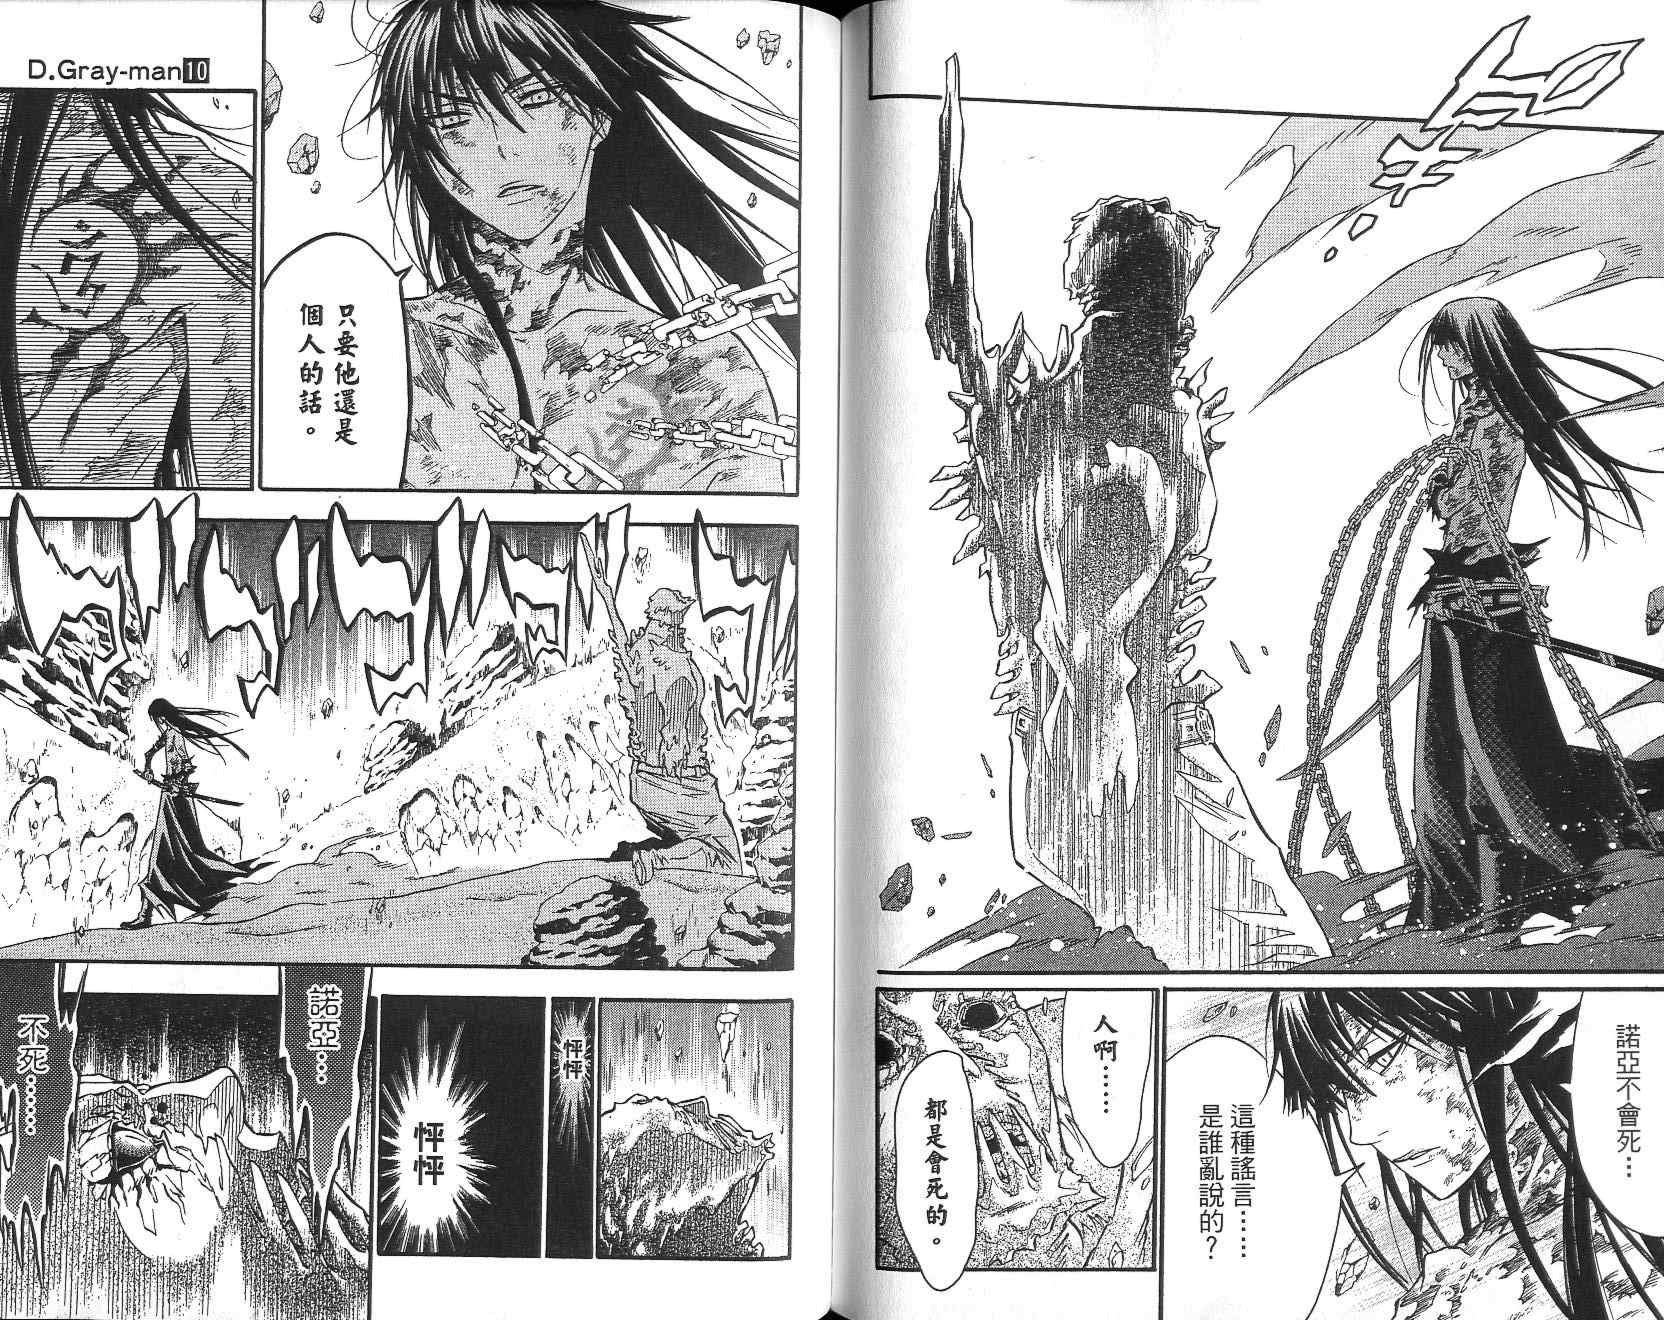 諾亞不會死…
這種謠言……
是誰亂說的？
人啊……
都是會死的。
D.Gray-man10
只要他還是
個人的話。
怦怦
怦怦
諾亞…
不死……